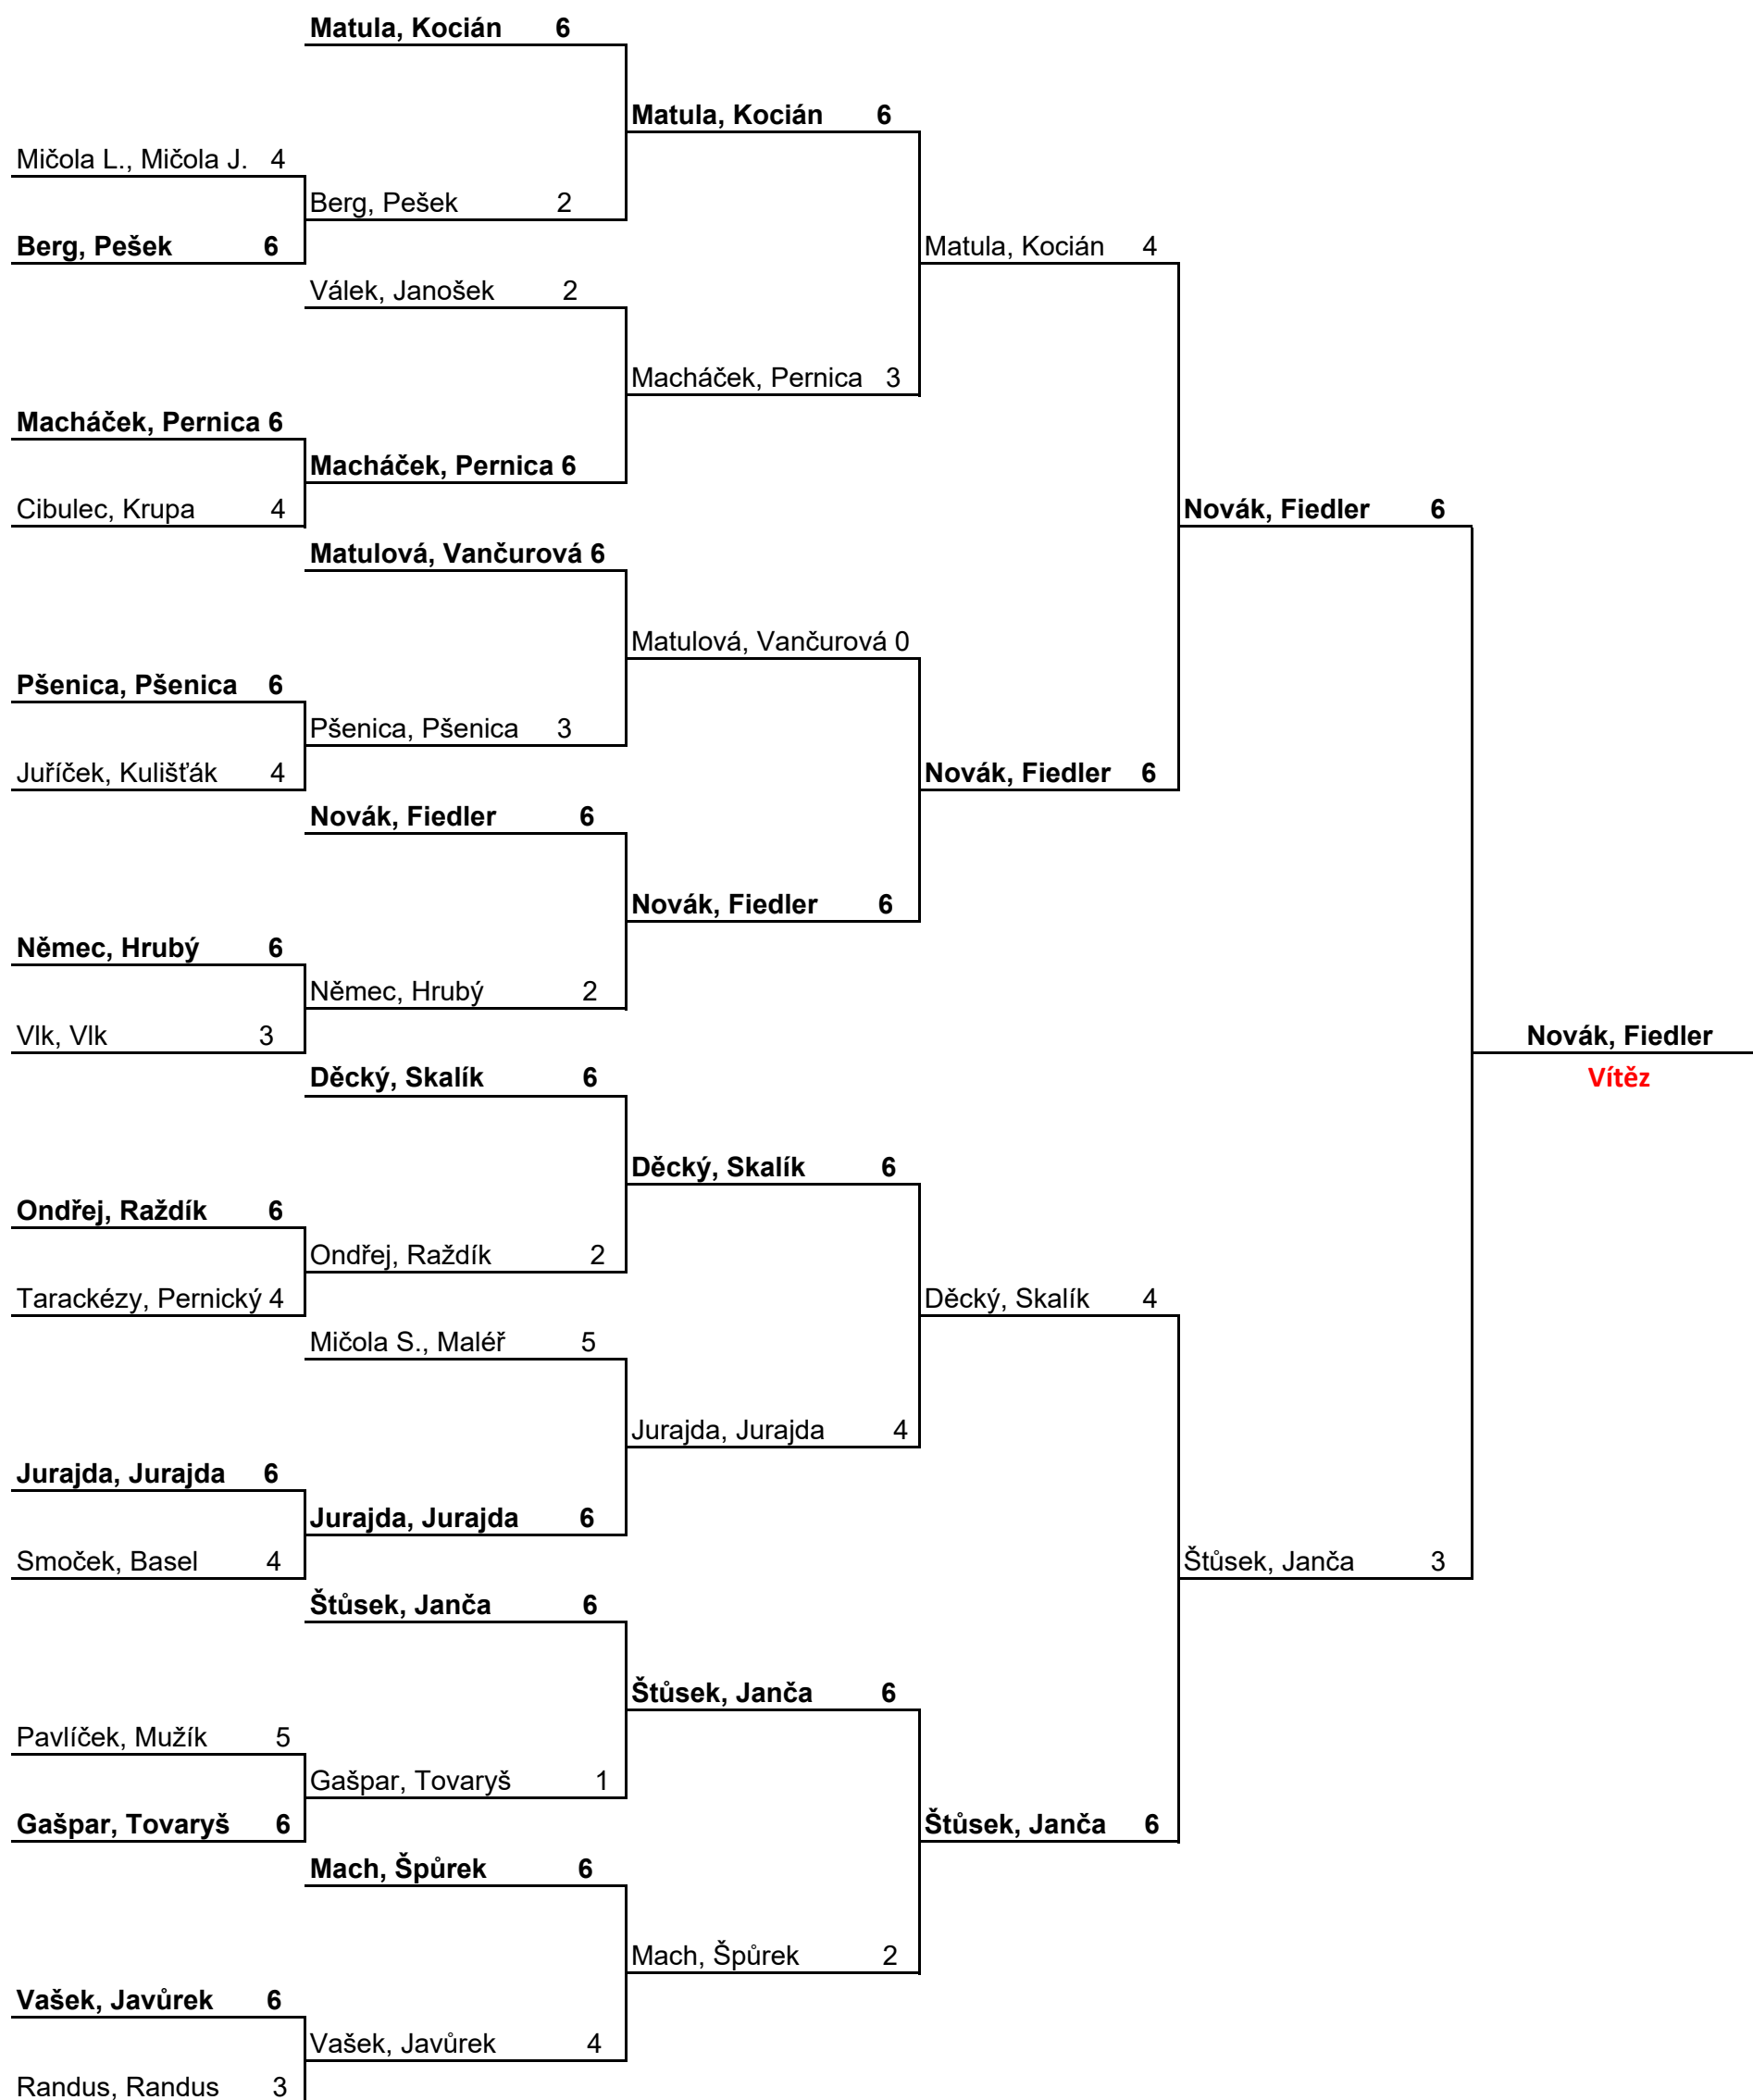 Matula, Kocián 6
Matula, Kocián 6
Mičola L., Mičola J. 4
Berg, Pešek 2
Berg, Pešek 6
Matula, Kocián 4
Válek, Janošek 2
Macháček, Pernica 3
Macháček, Pernica 6
Macháček, Pernica 6
Cibulec, Krupa 4
Novák, Fiedler 6
Matulová, Vančurová 6
Matulová, Vančurová 0
Pšenica, Pšenica 6
Pšenica, Pšenica 3
Juříček, Kulišťák 4
Novák, Fiedler 6
Novák, Fiedler 6
Novák, Fiedler 6
Němec, Hrubý 6
Němec, Hrubý 2
Vlk, Vlk 3
Novák, Fiedler
Děcký, Skalík 6
Vítěz
Děcký, Skalík 6
Ondřej, Raždík 6
Ondřej, Raždík 2
Tarackézy, Pernický 4
Děcký, Skalík 4
Mičola S., Maléř 5
Jurajda, Jurajda 4
Jurajda, Jurajda 6
Jurajda, Jurajda 6
Smoček, Basel 4
Štůsek, Janča 3
Štůsek, Janča 6
Štůsek, Janča 6
Pavlíček, Mužík 5
Gašpar, Tovaryš 1
Gašpar, Tovaryš 6
Štůsek, Janča 6
Mach, Špůrek 6
Mach, Špůrek 2
Vašek, Javůrek 6
Vašek, Javůrek 4
Randus, Randus 3